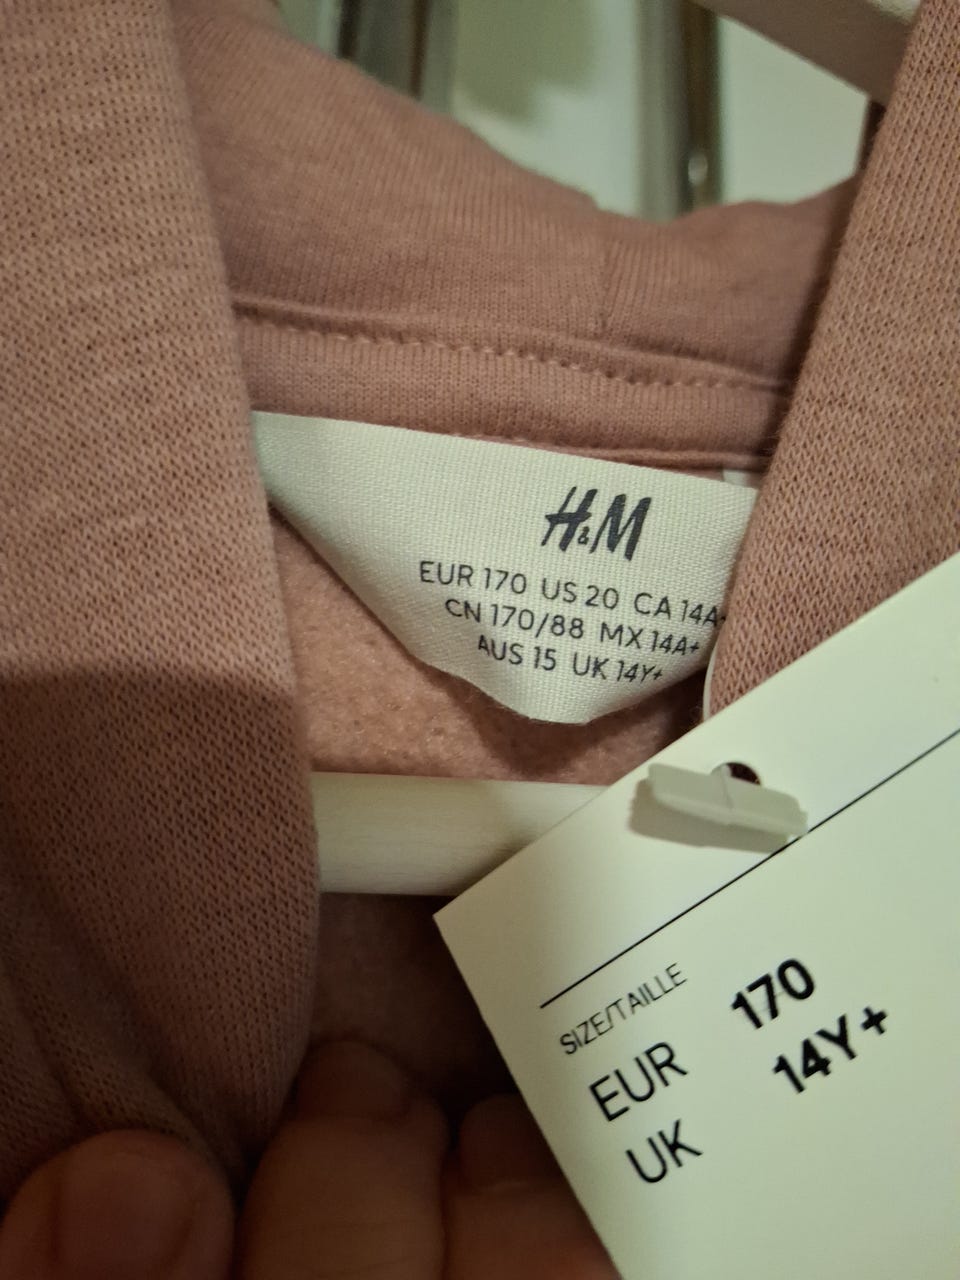 H&M
EUR 170 US 20 CA 14A+
CN 170/88 MX 14A+
AUS 15 UK 14Y+
SIZE/TAILLE
EUR 170
UK 14Y+